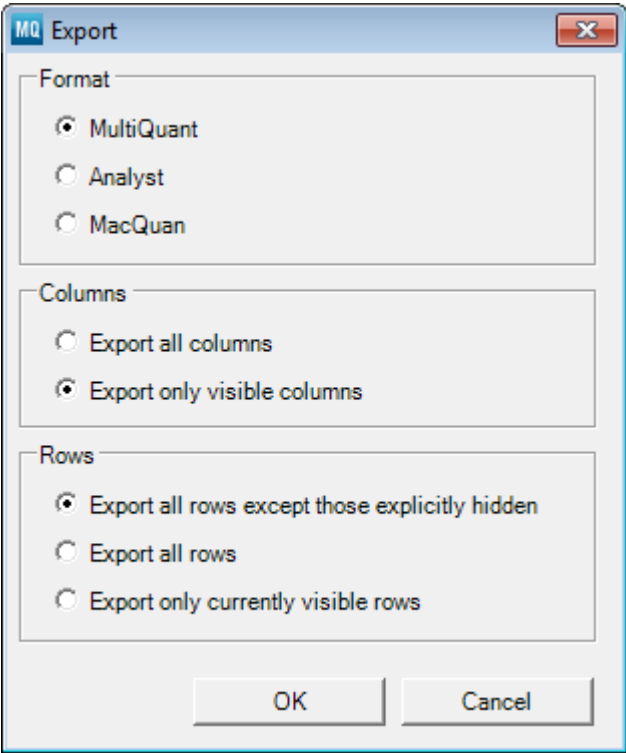 MQ Export
Format
MultiQuant
Analyst
MacQuan
Columns
Export all columns
Export only visible columns
Rows
Export all rows except those explicitly hidden
Export all rows
Export only currently visible rows
OK Cancel